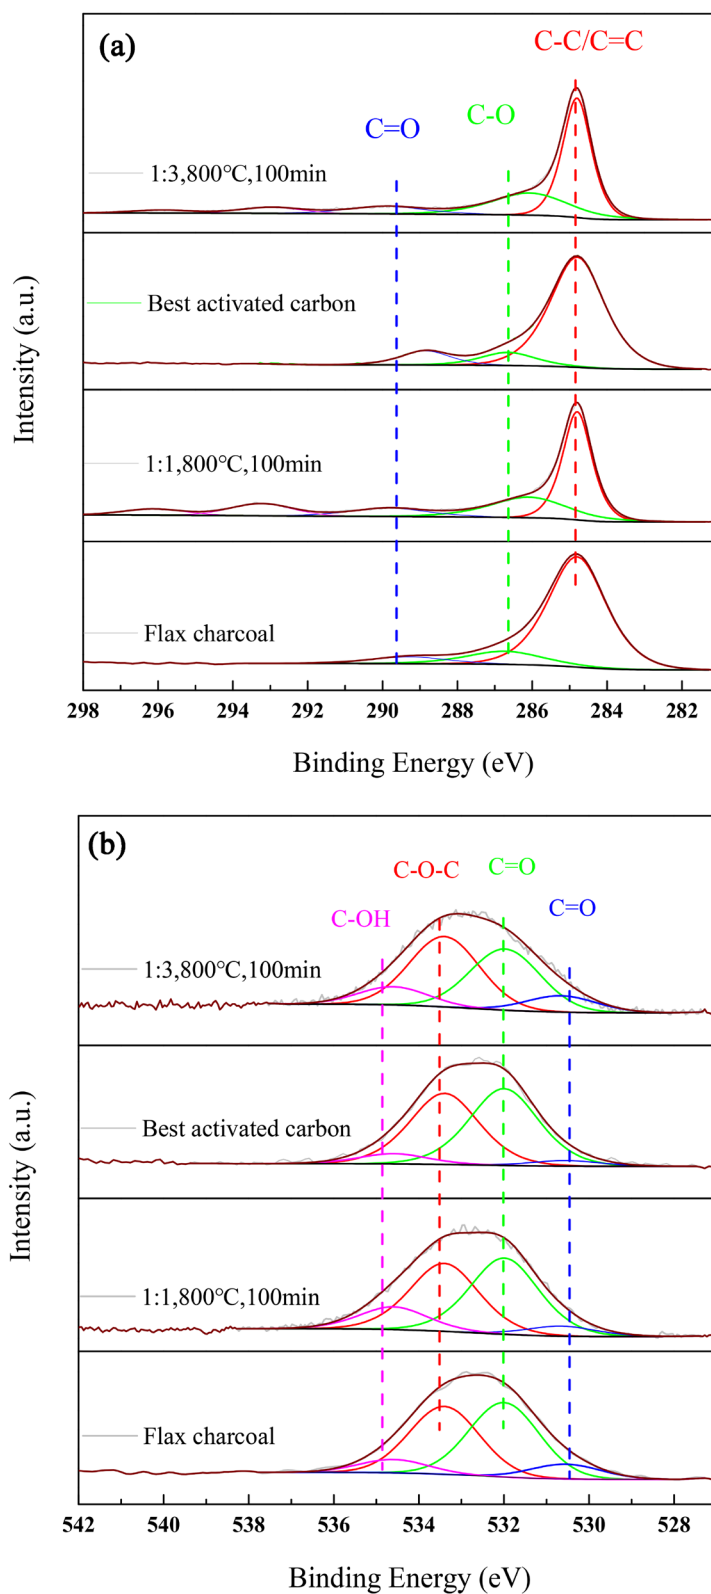 (a)
C-C/C=C
C-O
C=O
1:3,800℃,100min
Best activated carbon
1:1,800℃,100min
Flax charcoal
Intensity (a.u.)
298 296 294 292 290 288 286 284 282
Binding Energy (eV)
(b)
C-O-C
C=O
C-OH
C=O
1:3,800℃,100min
Best activated carbon
1:1,800℃,100min
Flax charcoal
Intensity (a.u.)
542 540 538 536 534 532 530 528
Binding Energy (eV)